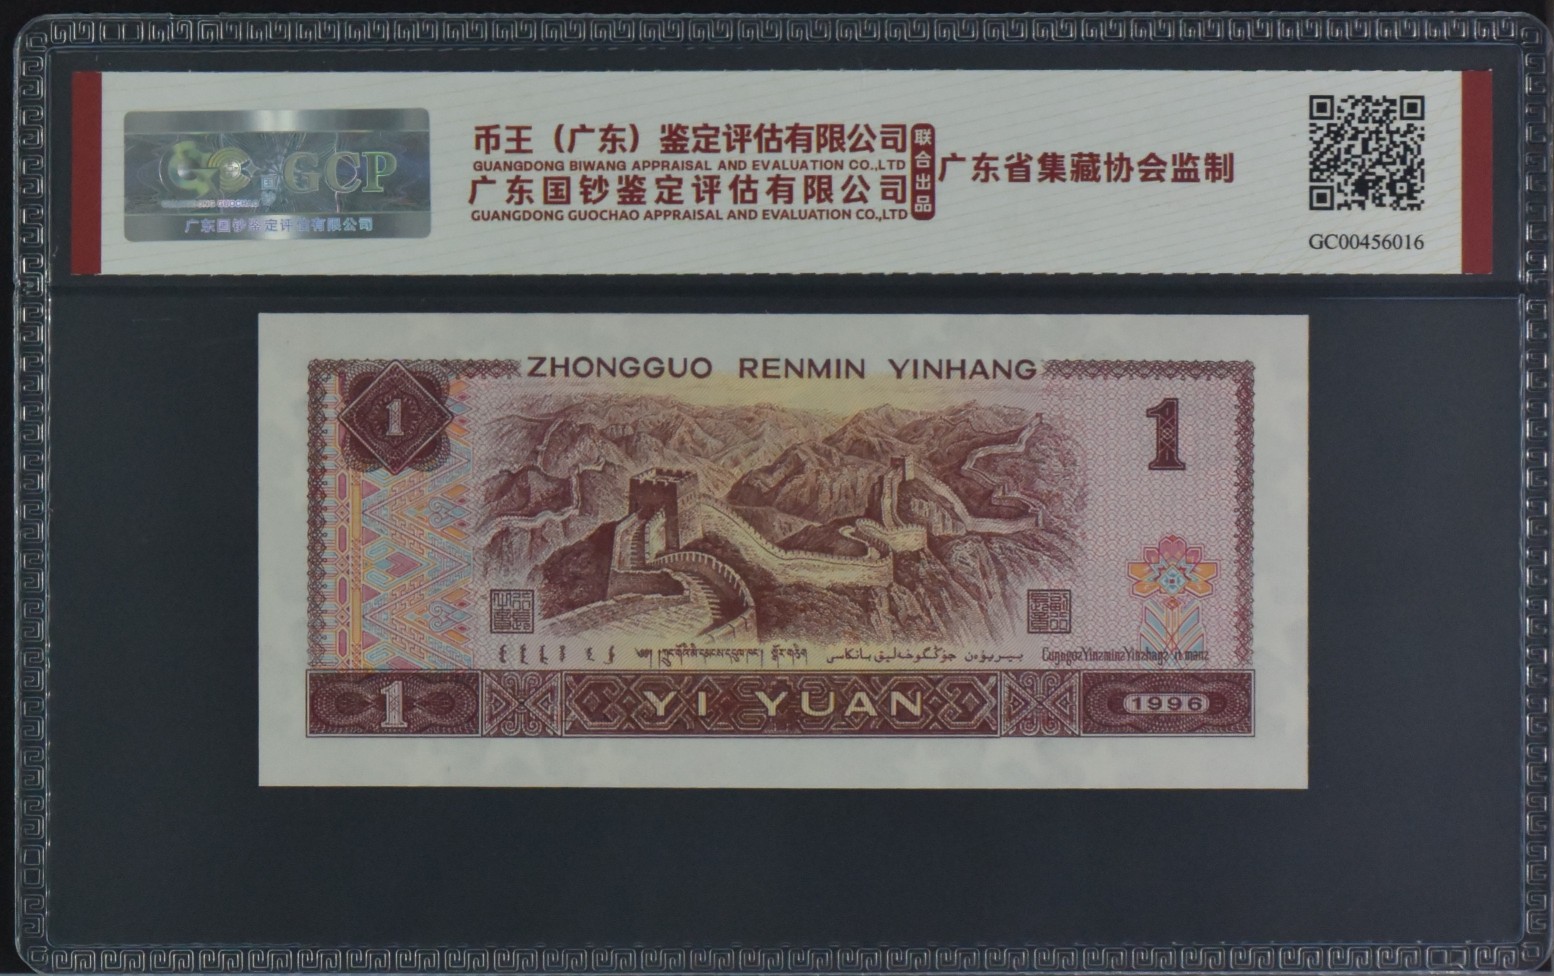 GCP
广东国钞鉴定评估有限公司
币王（广东）鉴定评估有限公司
GUANGDONG BIWANG APPRAISAL AND EVALUATION CO.,LTD
广东国钞鉴定评估有限公司
GUANGDONG GUOCHAO APPRAISAL AND EVALUATION CO.,LTD
联合出品
广东省集藏协会监制
GC00456016
ZHONGGUO RENMIN YINHANG
1
1
YI YUAN
1
1996